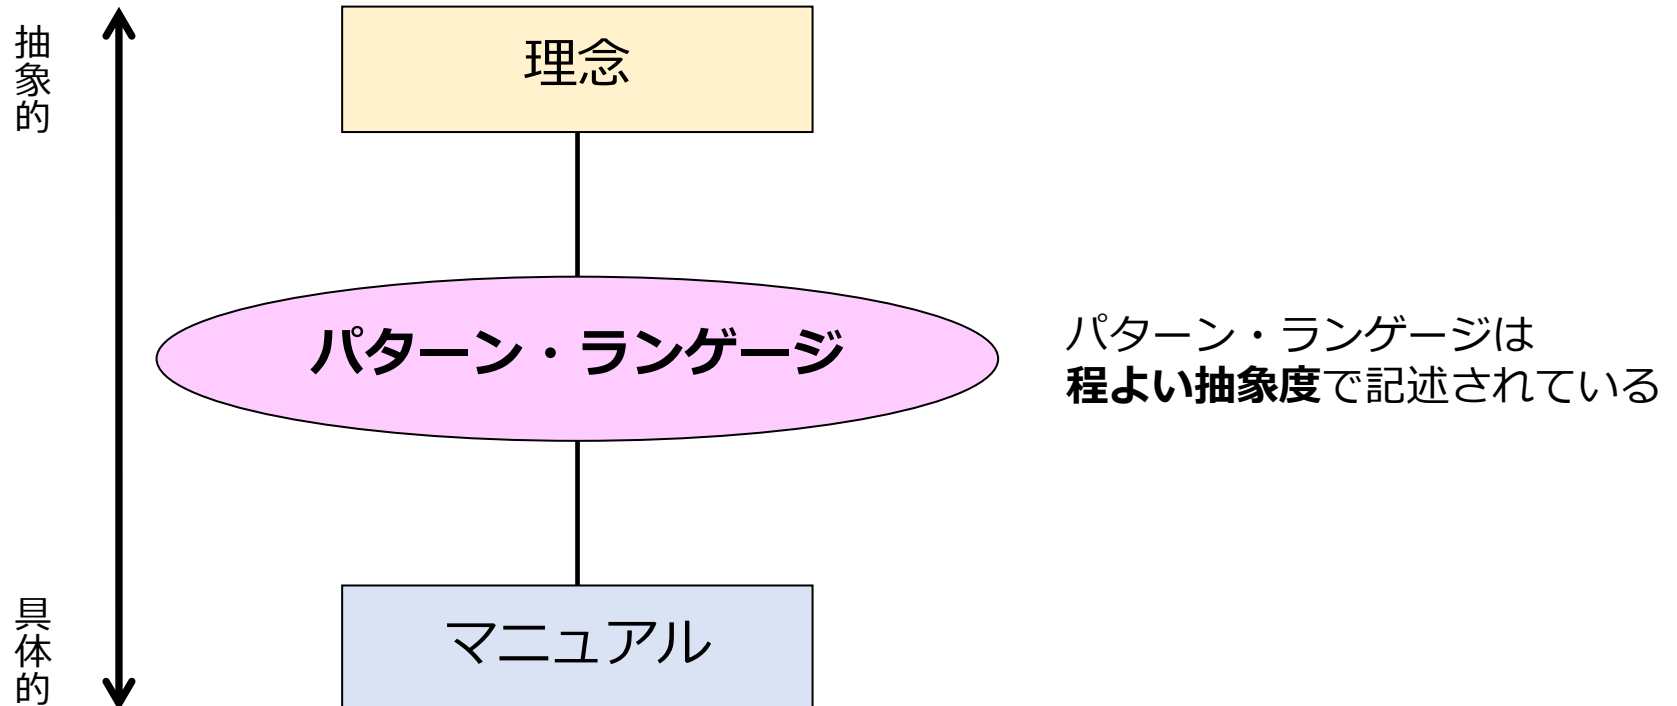 抽象的
理念
パターン・ランゲージ
パターン・ランゲージは
程よい抽象度で記述されている
具体的
マニュアル